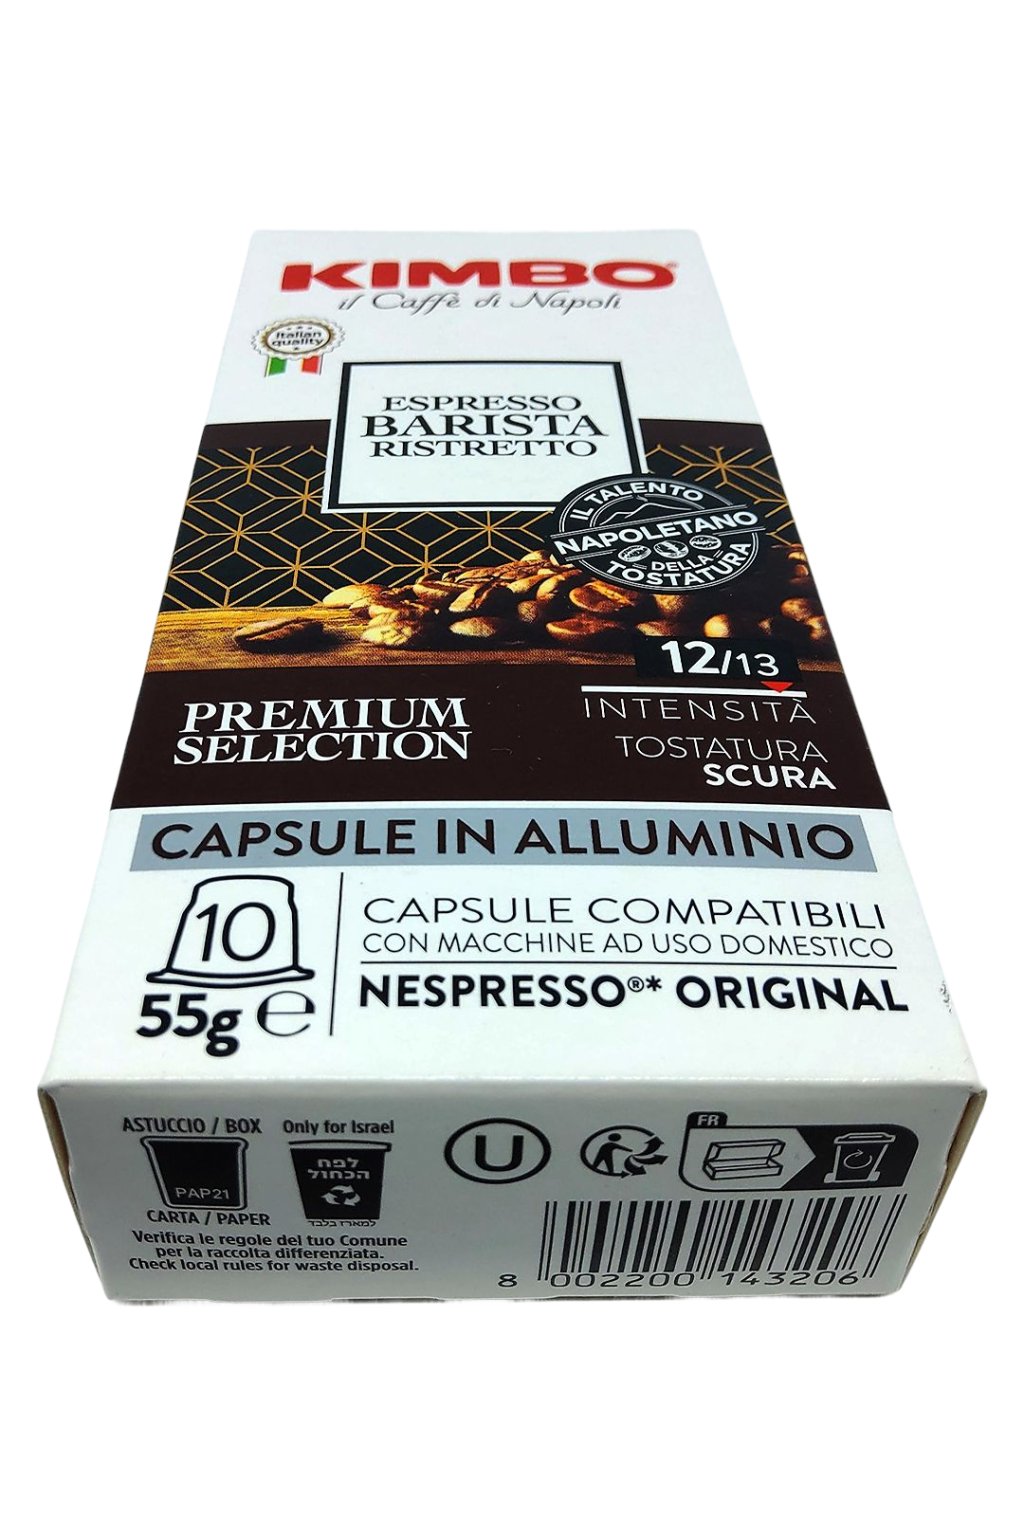 KIMBO®
il Caffè di Napoli
Italian
quality
ESPRESSO
BARISTA
RISTRETTO
IL TALENTO
NAPOLETANO
DELLA
TOSTATURA
12/13
INTENSITÀ
TOSTATURA
SCURA
PREMIUM
SELECTION
CAPSULE IN ALLUMINIO
10
55g ℮
CAPSULE COMPATIBILI
CON MACCHINE AD USO DOMESTICO
NESPRESSO®* ORIGINAL
ASTUCCIO / BOX
PAP21
CARTA / PAPER
Only for Israel
לפח
הכחול
למארז בלבד
Verifica le regole del tuo Comune
per la raccolta differenziata.
Check local rules for waste disposal.
U
FR
8 002200 143206